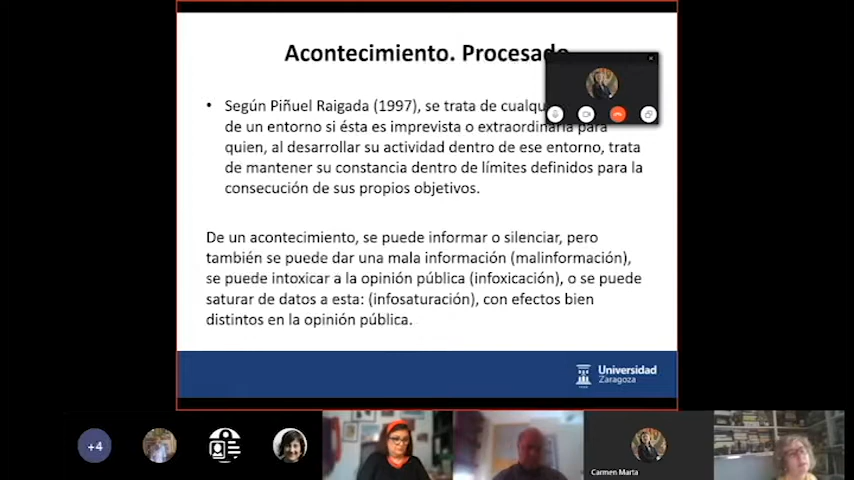 Acontecimiento. Procesado
• Según Piñuel Raigada (1997), se trata de
de un entorno si ésta es imprevista o extraordinaria para
quien, al desarrollar su actividad dentro de ese entorno, trata
de mantener su constancia dentro de límites definidos para la
consecución de sus propios objetivos.
De un acontecimiento, se puede informar o silenciar, pero
también se puede dar una mala información (malinformación),
se puede intoxicar a la opinión pública (infoxicación), o se puede
saturar de datos a esta: (infosaturación), con efectos bien
distintos en la opinión pública.
Universidad
Zaragoza
+4
Carmen Marta